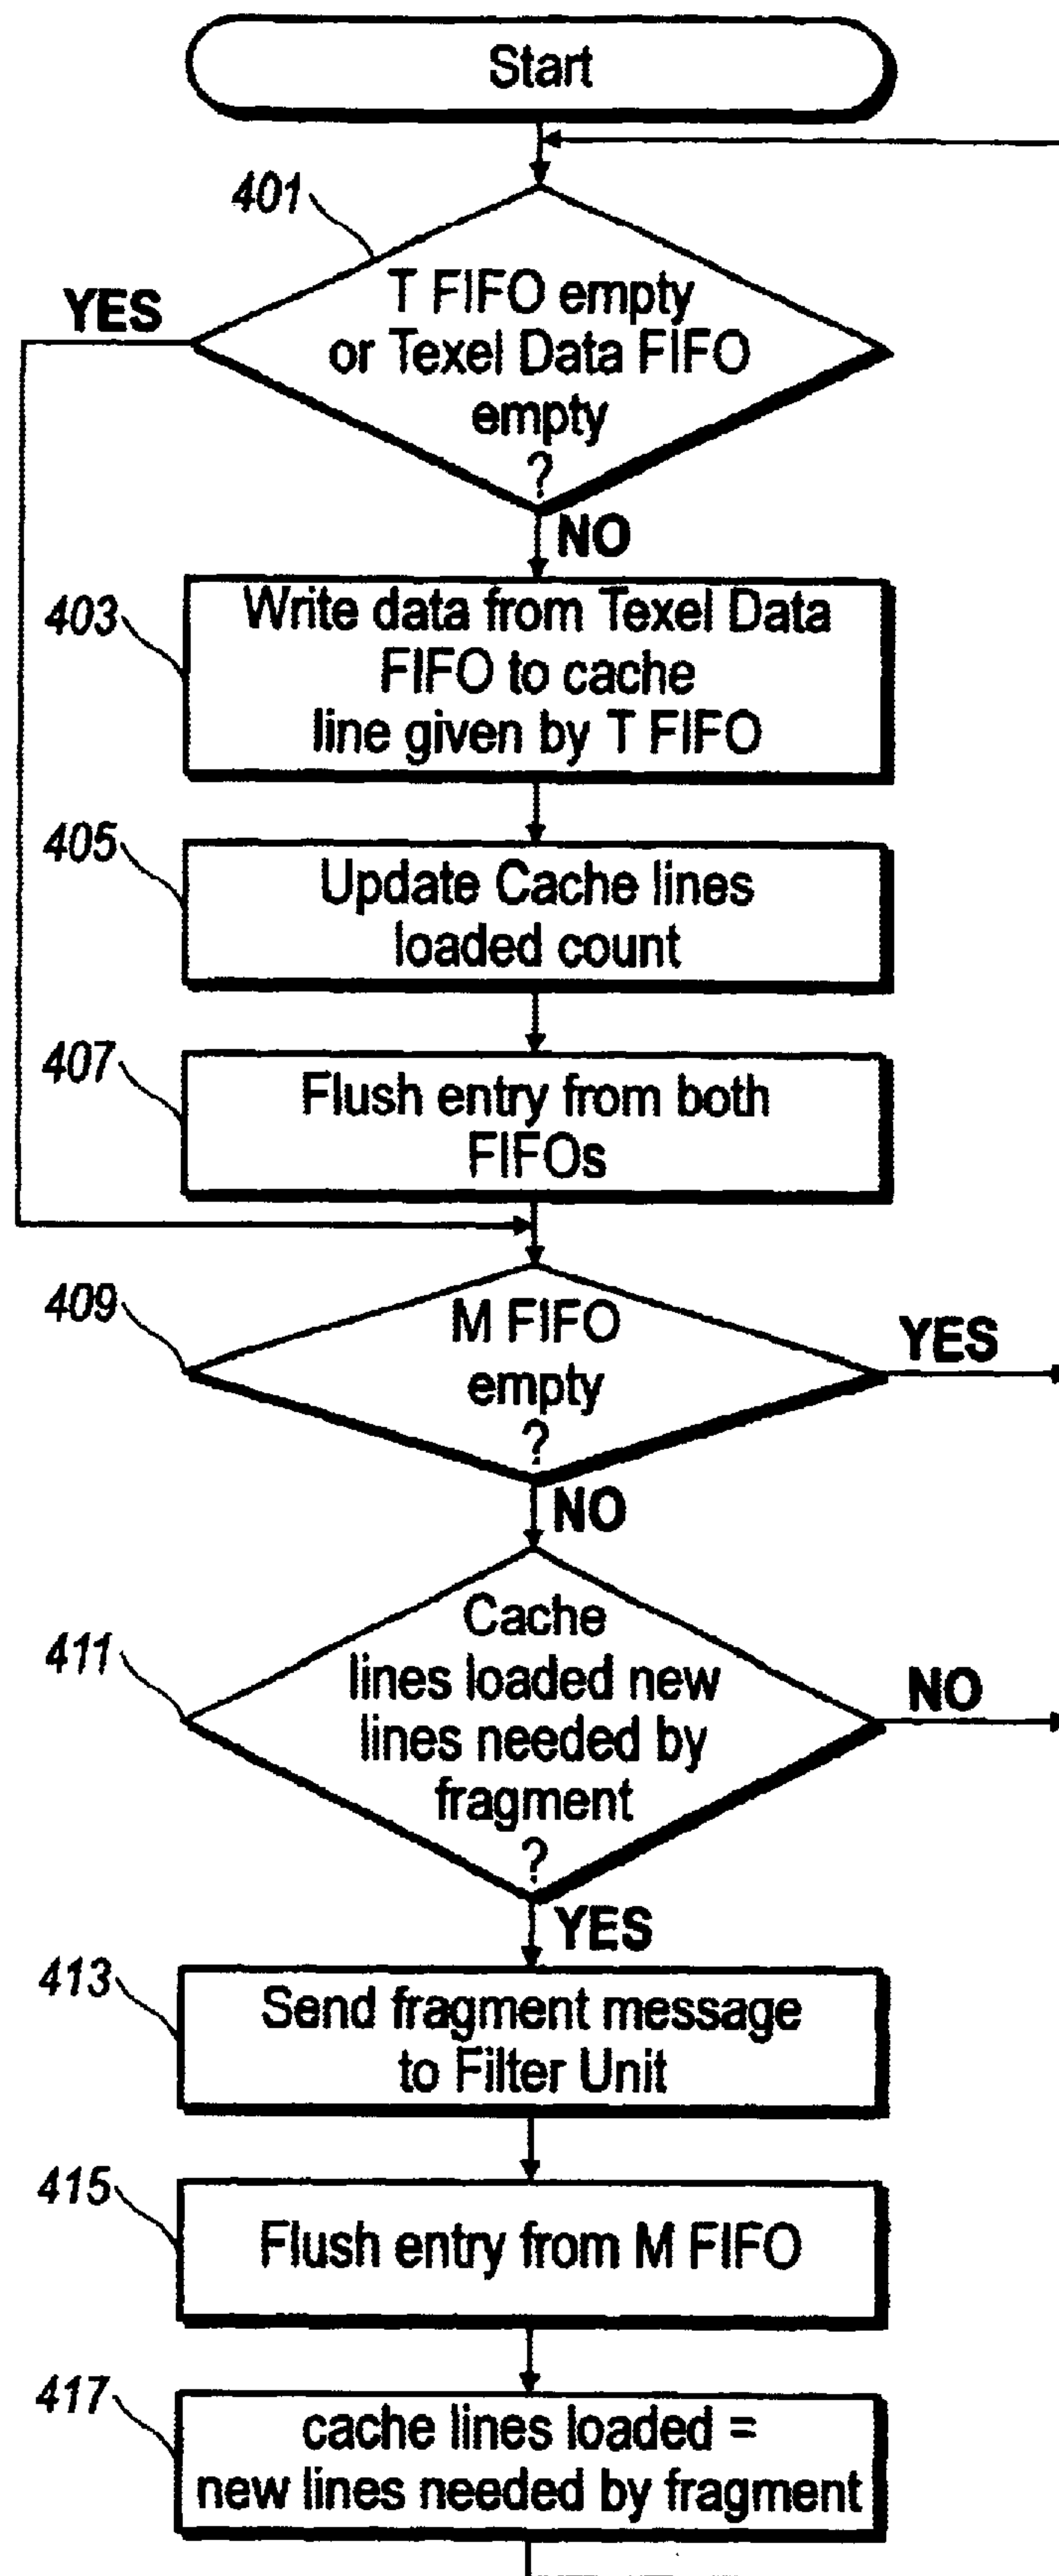 Start
401
T FIFO empty
or Texel Data FIFO
empty
?
YES
NO
403
Write data from Texel Data
FIFO to cache
line given by T FIFO
405
Update Cache lines
loaded count
407
Flush entry from both
FIFOs
409
M FIFO
empty
?
YES
NO
411
Cache
lines loaded new
lines needed by
fragment
?
NO
YES
413
Send fragment message
to Filter Unit
415
Flush entry from M FIFO
417
cache lines loaded =
new lines needed by fragment